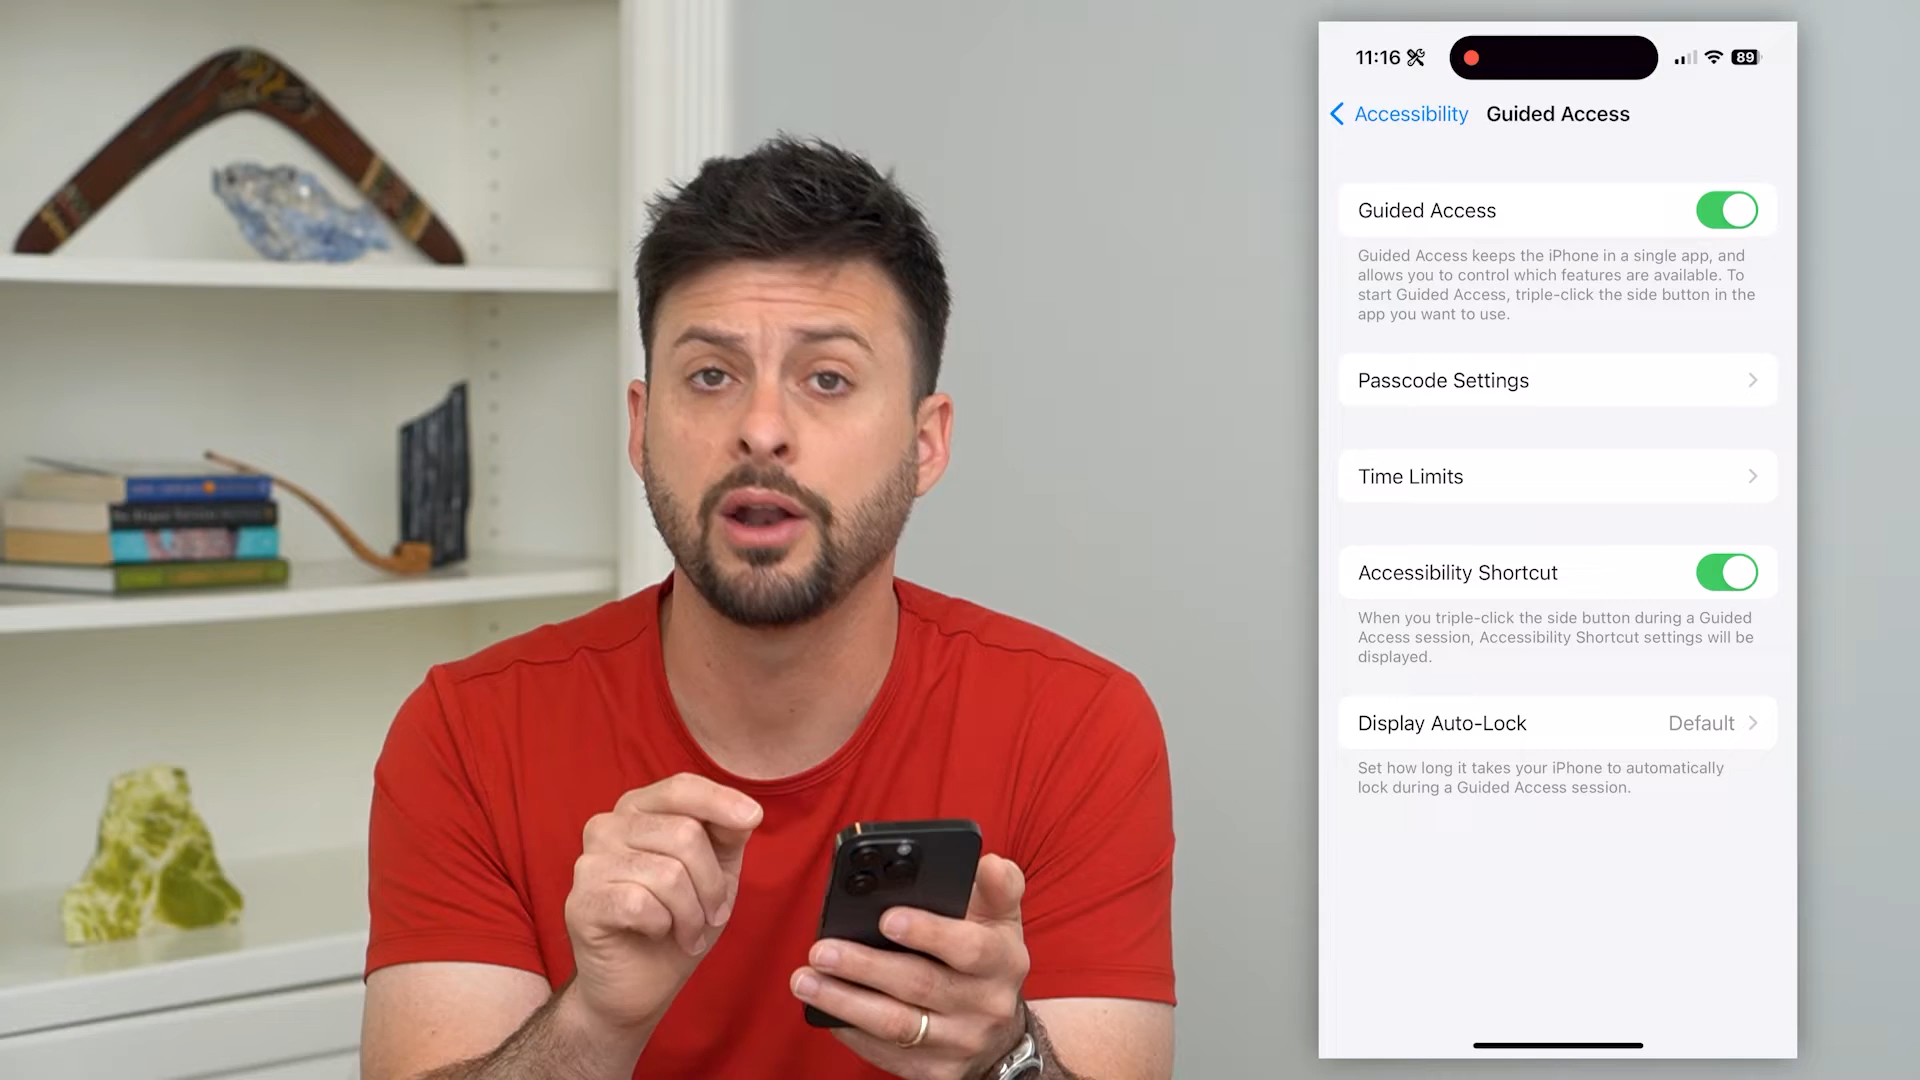 11:16
89
Accessibility
Guided Access
Guided Access
Guided Access keeps the iPhone in a single app, and
allows you to control which features are available. To
start Guided Access, triple-click the side button in the
app you want to use.
Passcode Settings
Time Limits
Accessibility Shortcut
When you triple-click the side button during a Guided
Access session, Accessibility Shortcut settings will be
displayed.
Display Auto-Lock
Default
Set how long it takes your iPhone to automatically
lock during a Guided Access session.